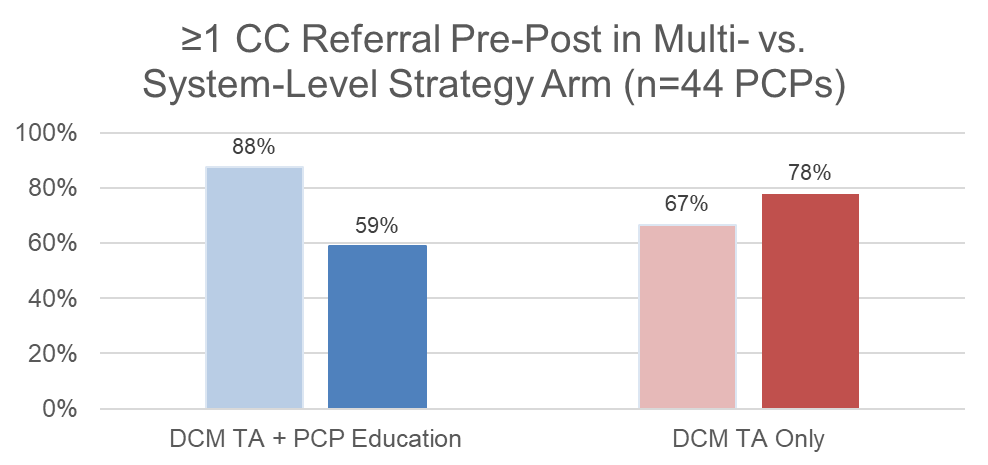 ≥1 CC Referral Pre-Post in Multi- vs.
System-Level Strategy Arm (n=44 PCPs)
100%
88%
78%
80%
67%
59%
60%
40%
20%
0%
DCM TA + PCP Education
DCM TA Only